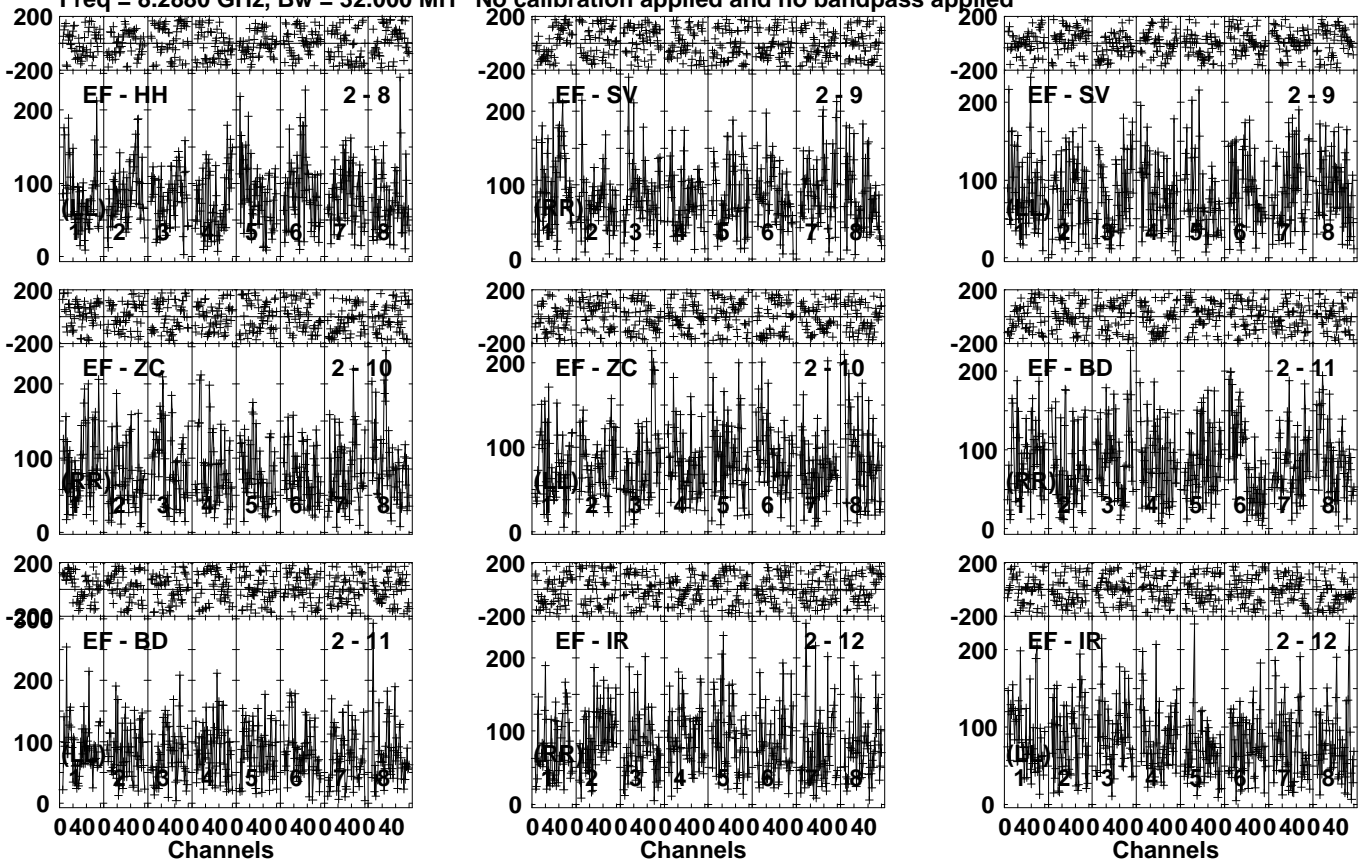 Freq = 8.2880 GHz, Bw = 32.000 MH No calibration applied and no bandpass applied
200 200 200
-200 -200 -200
EF - HH 2 - 8 EF - SV 2 - 9 EF - SV 2 - 9
200 200 200
100 100 100
(LL) (RR) (LL)
1 2 3 4 5 6 7 8 1 2 3 4 5 6 7 8 1 2 3 4 5 6 7 8
0 0 0
200 200 200
-200 -200 -200
EF - ZC 2 - 10 EF - ZC 2 - 10 EF - BD 2 - 11
200 200 200
100 100 100
(RR) (LL) (RR)
1 2 3 4 5 6 7 8 1 2 3 4 5 6 7 8 1 2 3 4 5 6 7 8
0 0 0
200 200 200
-200 -200 -200
300
EF - BD 2 - 11 EF - IR 2 - 12 EF - IR 2 - 12
200 200 200
100 100 100
(LL) (RR) (LL)
1 2 3 4 5 6 7 8 1 2 3 4 5 6 7 8 1 2 3 4 5 6 7 8
0 0 0
0 40 0 40 0 40 0 40 0 40 0 40 0 40 0 40 0 40 0 40 0 40 0 40 0 40 0 40 0 40 0 40 0 40 0 40 0 40 0 40 0 40 0 40 0 40 0 40
Channels Channels Channels